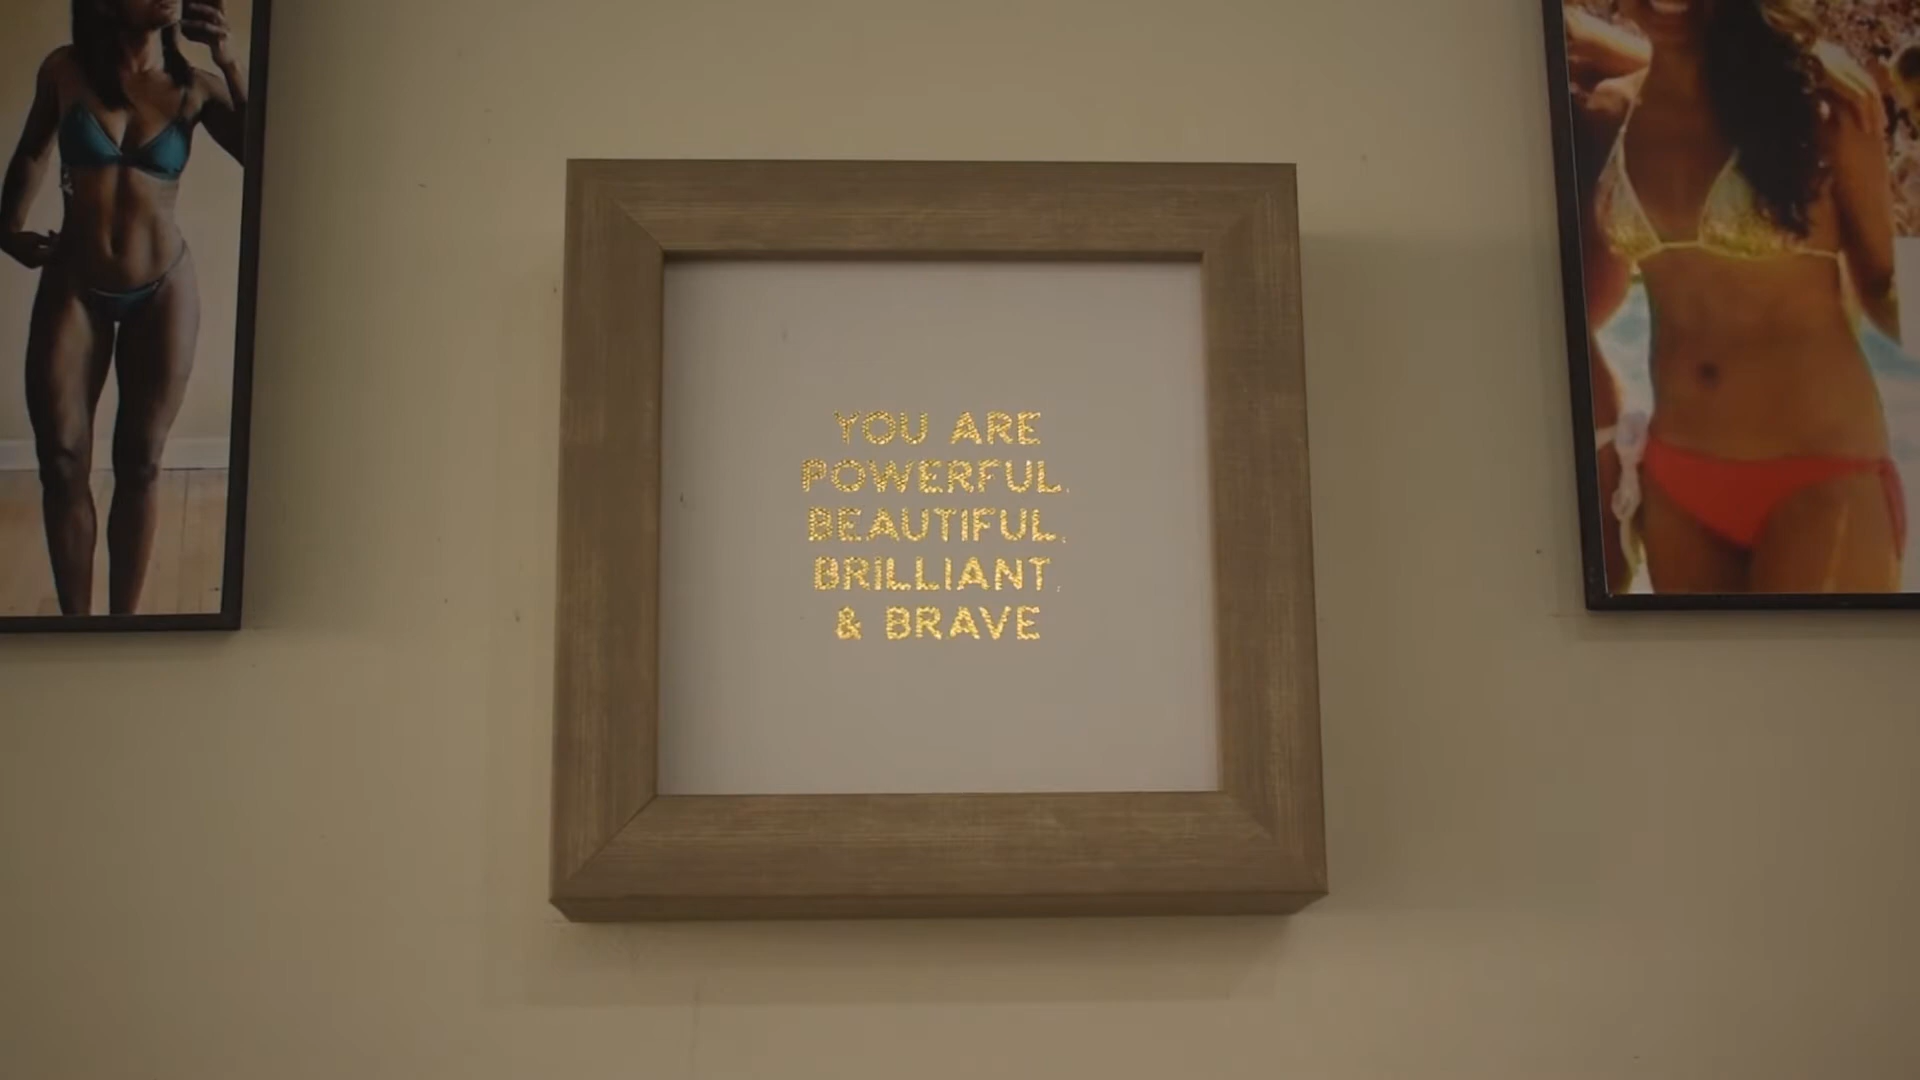 YOU ARE
POWERFUL.
BEAUTIFUL.
BRILLIANT.
& BRAVE